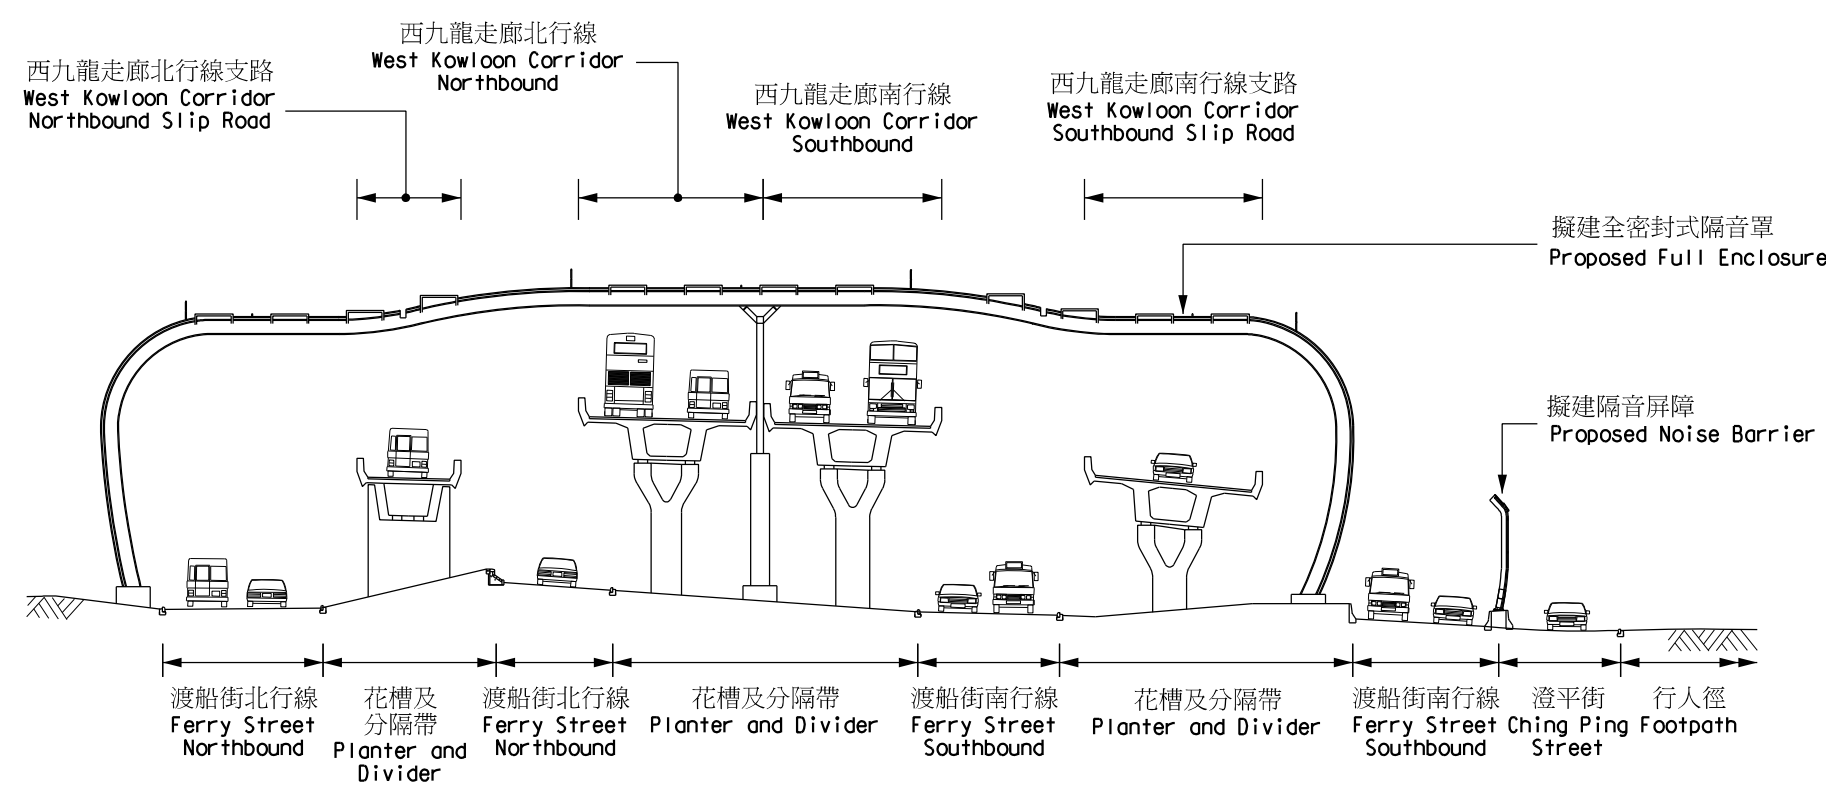 西九龍走廊北行線支路
West Kowloon Corridor
Northbound Slip Road
西九龍走廊北行線
West Kowloon Corridor
Northbound
西九龍走廊南行線
West Kowloon Corridor
Southbound
西九龍走廊南行線支路
West Kowloon Corridor
Southbound Slip Road
擬建全密封式隔音罩
Proposed Full Enclosure
擬建隔音屏障
Proposed Noise Barrier
渡船街北行線
Ferry Street
Northbound
花槽及
分隔帶
Planter and
Divider
渡船街北行線
Ferry Street
Northbound
花槽及分隔帶
Planter and Divider
渡船街南行線
Ferry Street
Southbound
花槽及分隔帶
Planter and Divider
渡船街南行線
Ferry Street
Southbound
澄平街
Ching Ping
Street
行人徑
Footpath